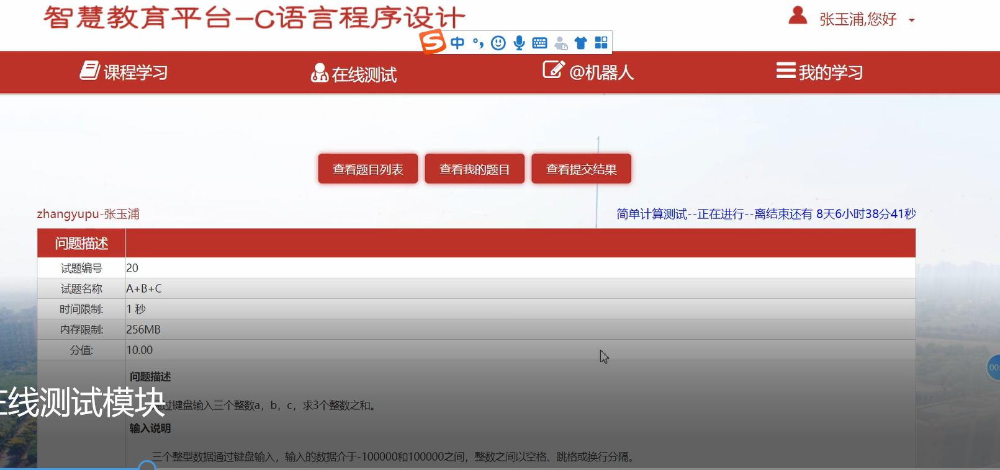 智慧教育平台—C语言程序设计
张玉浦,您好
中
课程学习
在线测试
@机器人
我的学习
查看题目列表
查看我的题目
查看提交结果
zhangyupu-张玉浦
简单计算测试--正在进行--离结束还有 8天6小时38分41秒
问题描述
试题编号 20
试题名称 A+B+C
时间限制: 1 秒
内存限制: 256MB
分值: 10.00
问题描述
通过键盘输入三个整数a，b，c，求3个整数之和。
在线测试模块
输入说明
三个整型数据通过键盘输入，输入的数据介于-100000和100000之间，整数之间以空格、跳格或换行分隔。